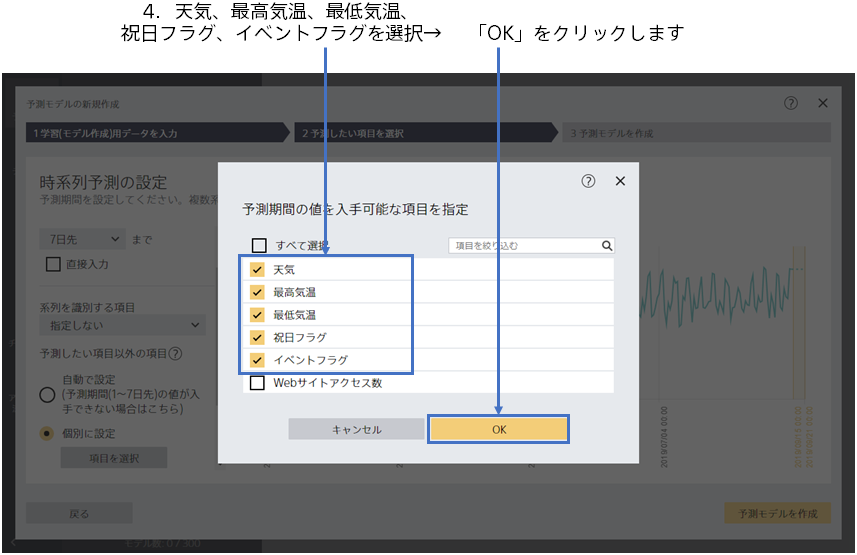 4. 天気、最高気温、最低気温、
祝日フラグ、イベントフラグを選択→ 「OK」をクリックします
予測モデルの新規作成
1 学習(モデル作成)用データを入力
2 予測したい項目を選択
3 予測モデルを作成
時系列予測の設定
予測期間を設定してください。複数系
7日先 まで
直接入力
系列を識別する項目
指定しない
予測したい項目以外の項目
自動で設定
(予測期間(1～7日先)の値が入
手できない場合はこちら)
個別に設定
項目を選択
予測期間の値を入手可能な項目を指定
すべて選択
項目を絞り込む
天気
最高気温
最低気温
祝日フラグ
イベントフラグ
Webサイトアクセス数
キャンセル
OK
2019/07/04 00:00
戻る
予測モデルを作成
モデル数: 0 / 300